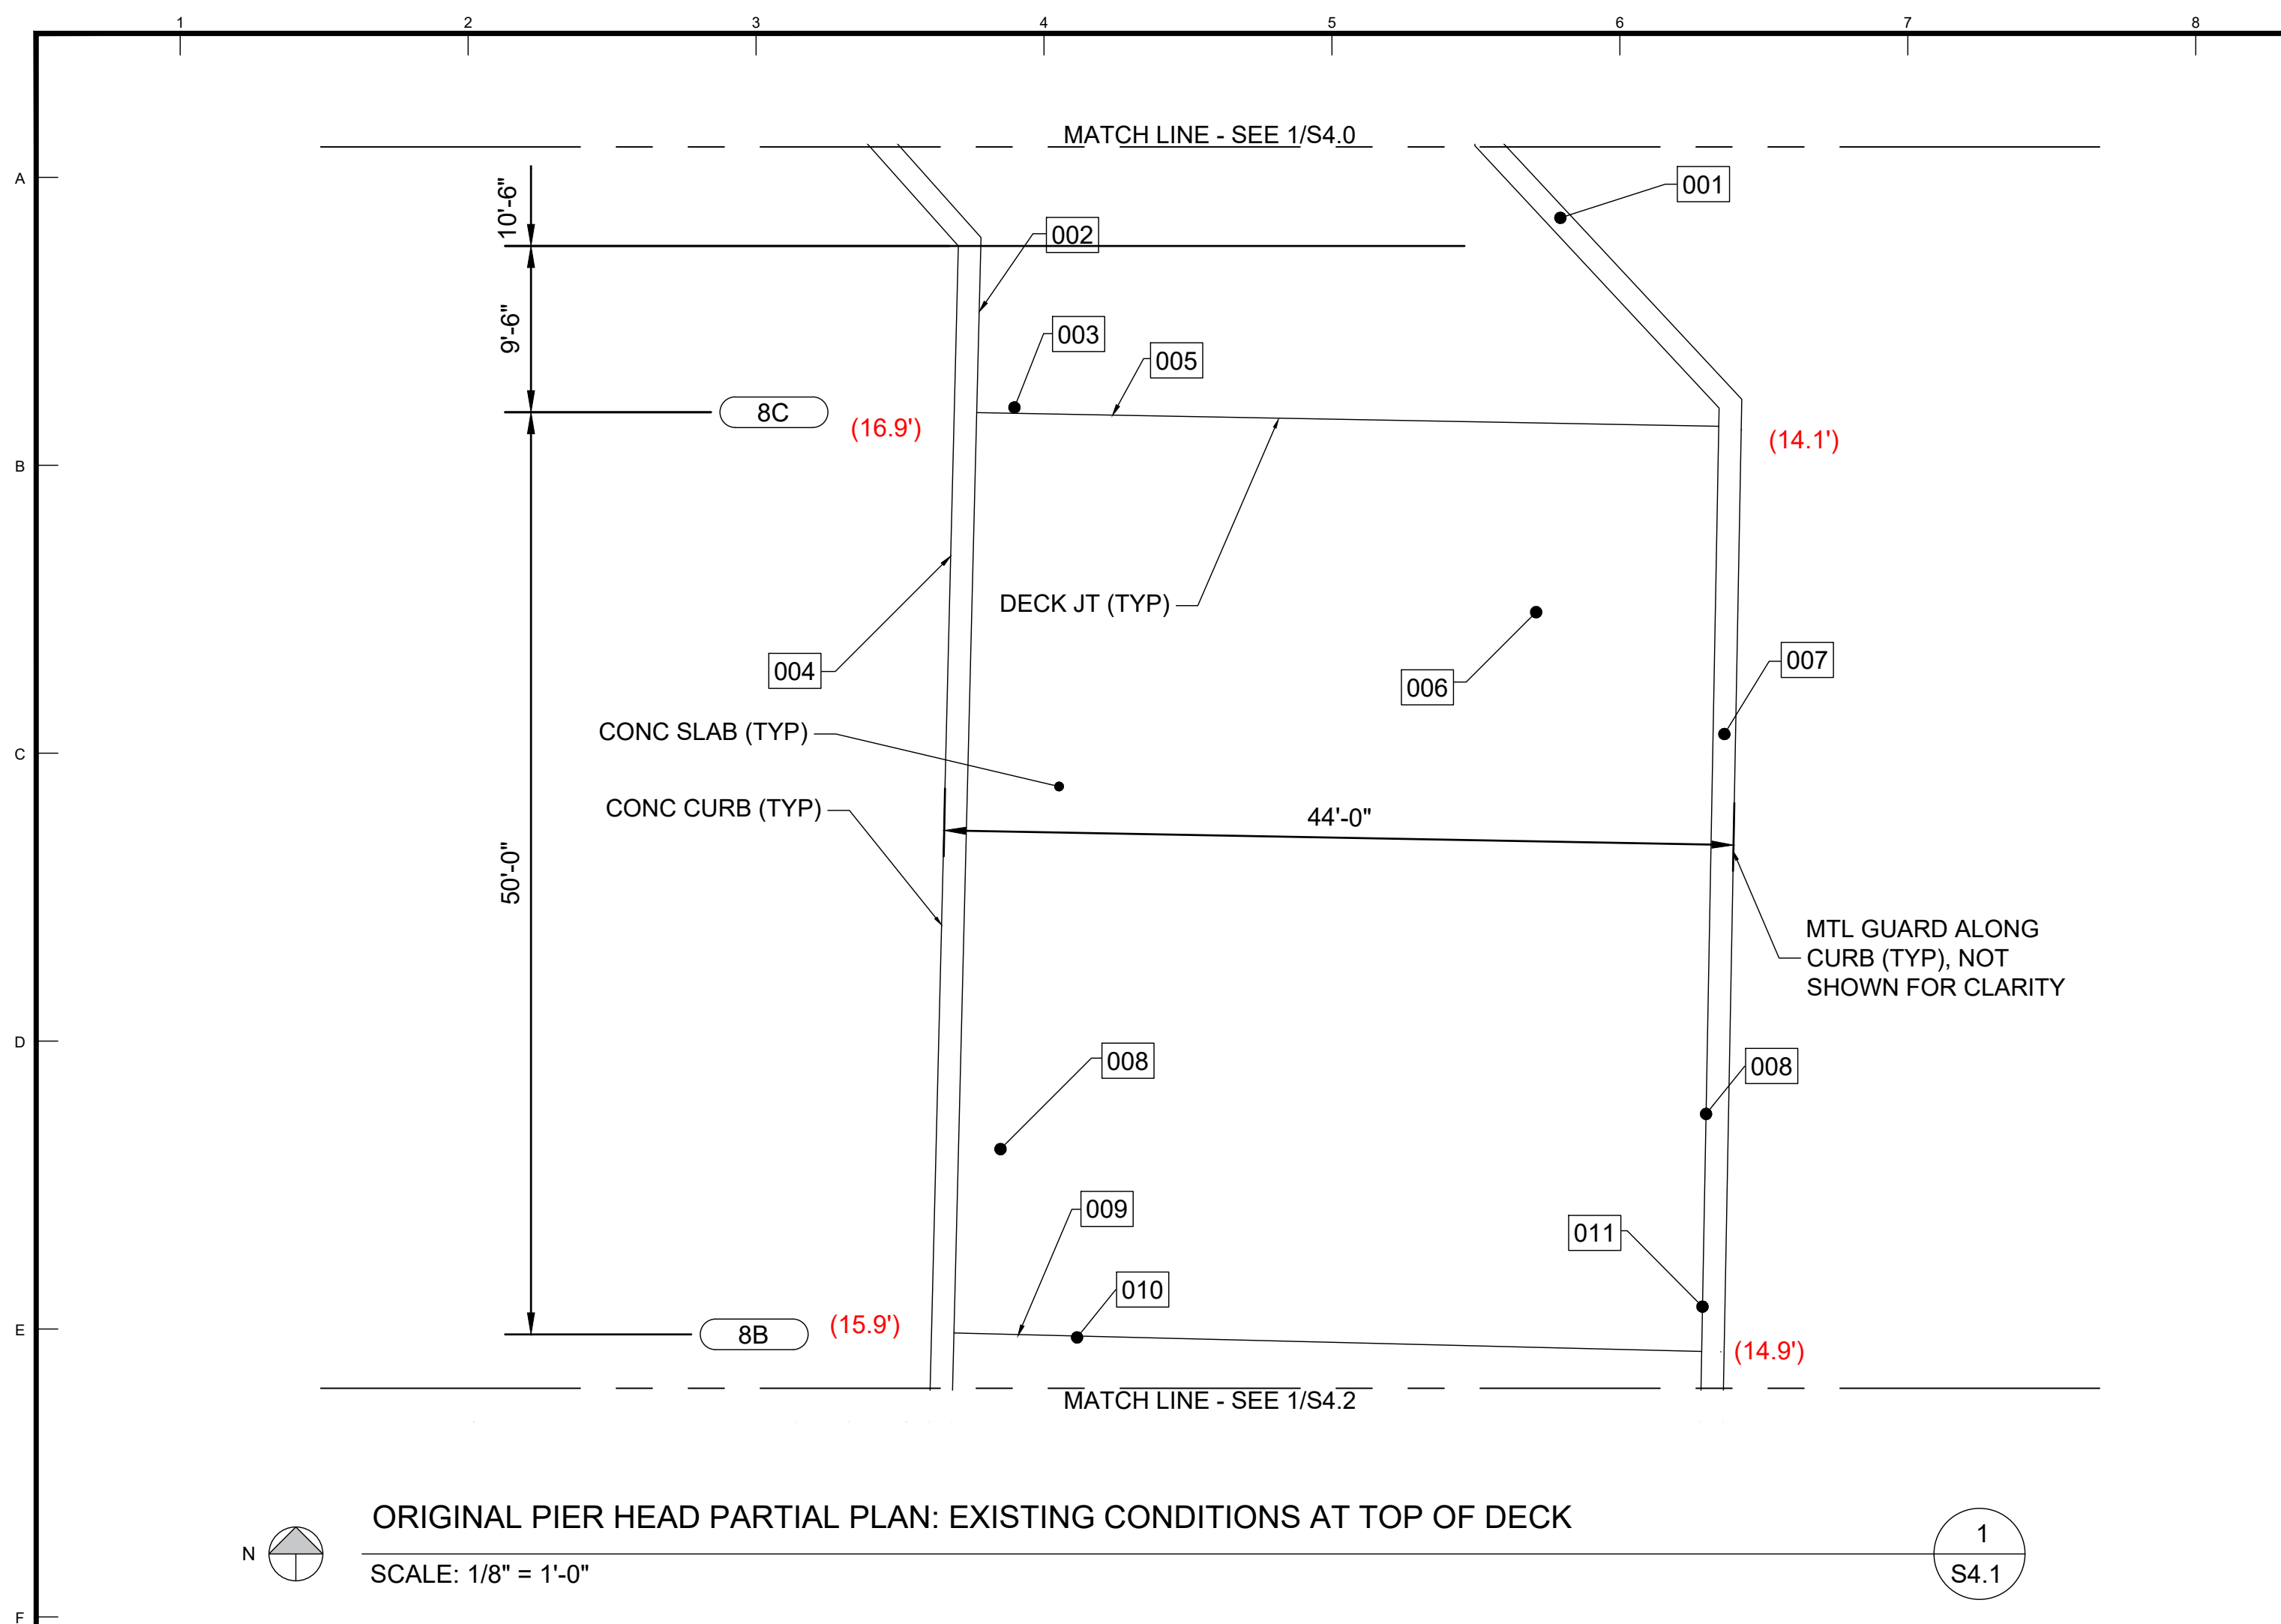 1 2 3 4 5 6 7 8
MATCH LINE - SEE 1/S4.0
A
10'-6"
001
002
9'-6"
003
005
8C
(16.9')
(14.1')
B
DECK JT (TYP)
004
006
007
CONC SLAB (TYP)
C
CONC CURB (TYP)
44'-0"
50'-0"
MTL GUARD ALONG
CURB (TYP), NOT
SHOWN FOR CLARITY
D
008
008
009
011
010
E
8B
(15.9')
(14.9')
MATCH LINE - SEE 1/S4.2
ORIGINAL PIER HEAD PARTIAL PLAN: EXISTING CONDITIONS AT TOP OF DECK
1
N
SCALE: 1/8" = 1'-0"
S4.1
F